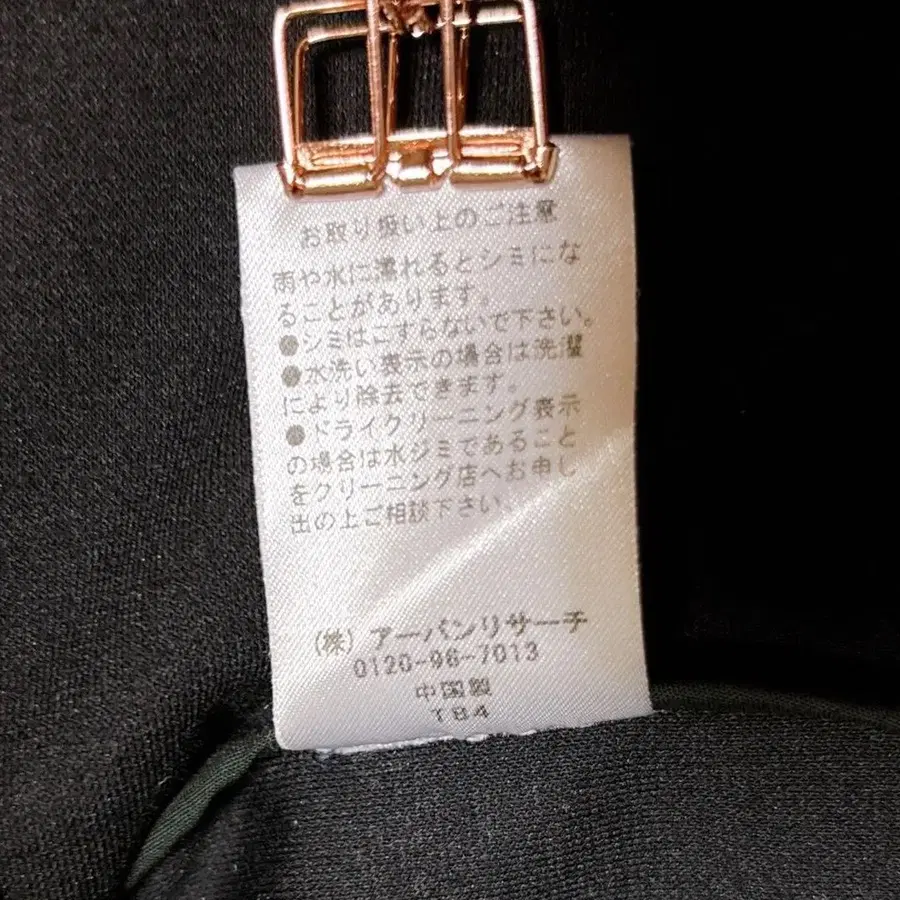 お取り扱い上のご注意
雨や水に濡れるとシミにな
ることがあります。
●シミはこすらないで下さい。
●水洗い表示の場合は洗濯
により除去できます。
●ドライクリーニング表示
の場合は水ジミであること
をクリーニング店へお申し
出の上ご相談下さい。
(株) アーバンリサーチ
0120-96-7013
中国製
T84